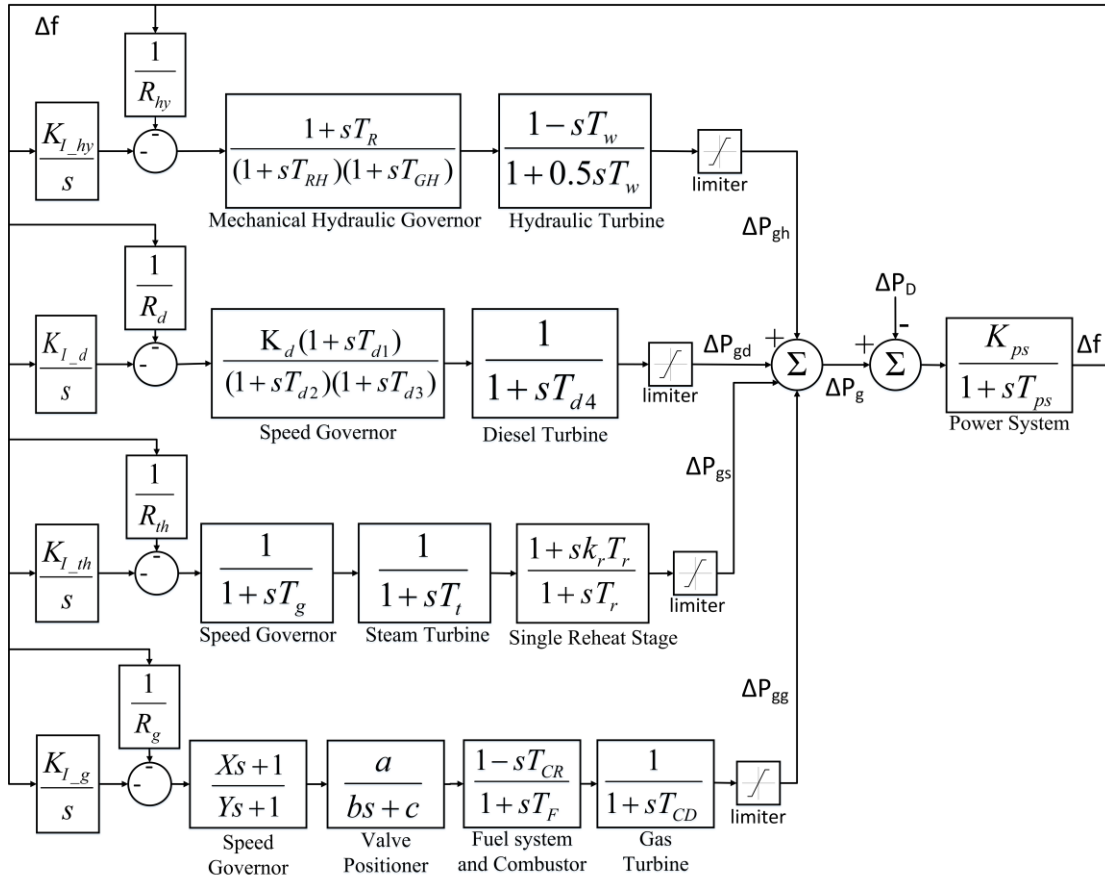 Δf
1
R_hy
K_I_hy
s
-
-
1 + sT_R
(1 + sT_RH)(1 + sT_GH)
Mechanical Hydraulic Governor
1 - sT_w
1 + 0.5sT_w
Hydraulic Turbine
limiter
ΔP_gh
1
R_d
K_I_d
s
-
-
K_d(1 + sT_d1)
(1 + sT_d2)(1 + sT_d3)
Speed Governor
1
1 + sT_d4
Diesel Turbine
limiter
ΔP_gd
+
Σ
ΔP_g
ΔP_D
+
-
Σ
K_ps
1 + sT_ps
Power System
Δf
1
R_th
K_I_th
s
-
-
1
1 + sT_g
Speed Governor
1
1 + sT_t
Steam Turbine
1 + sk_rT_r
1 + sT_r
Single Reheat Stage
limiter
ΔP_gs
1
R_g
K_I_g
s
-
-
Xs + 1
Ys + 1
Speed
Governor
a
bs + c
Valve
Positioner
1 - sT_CR
1 + sT_F
Fuel system
and Combustor
1
1 + sT_CD
Gas
Turbine
limiter
ΔP_gg